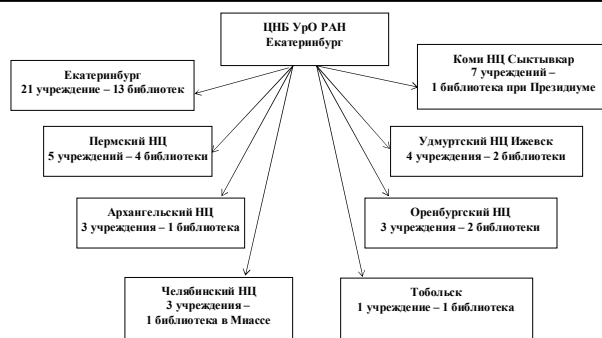 ЦНБ УрО РАН
Екатеринбург
Екатеринбург
21 учреждение – 13 библиотек
Коми НЦ Сыктывкар
7 учреждений –
1 библиотека при Президиуме
Пермский НЦ
5 учреждений – 4 библиотеки
Удмуртский НЦ Ижевск
4 учреждения – 2 библиотеки
Архангельский НЦ
3 учреждения – 1 библиотека
Оренбургский НЦ
3 учреждения – 2 библиотеки
Челябинский НЦ
3 учреждения –
1 библиотека в Миассе
Тобольск
1 учреждение – 1 библиотека